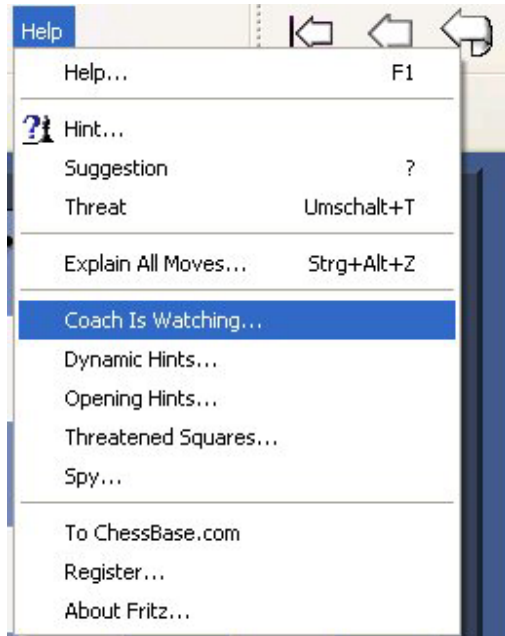 Help
Help... F1
Hint...
Suggestion ?
Threat Umschalt+T
Explain All Moves... Strg+Alt+Z
Coach Is Watching...
Dynamic Hints...
Opening Hints...
Threatened Squares...
Spy...
To ChessBase.com
Register...
About Fritz...